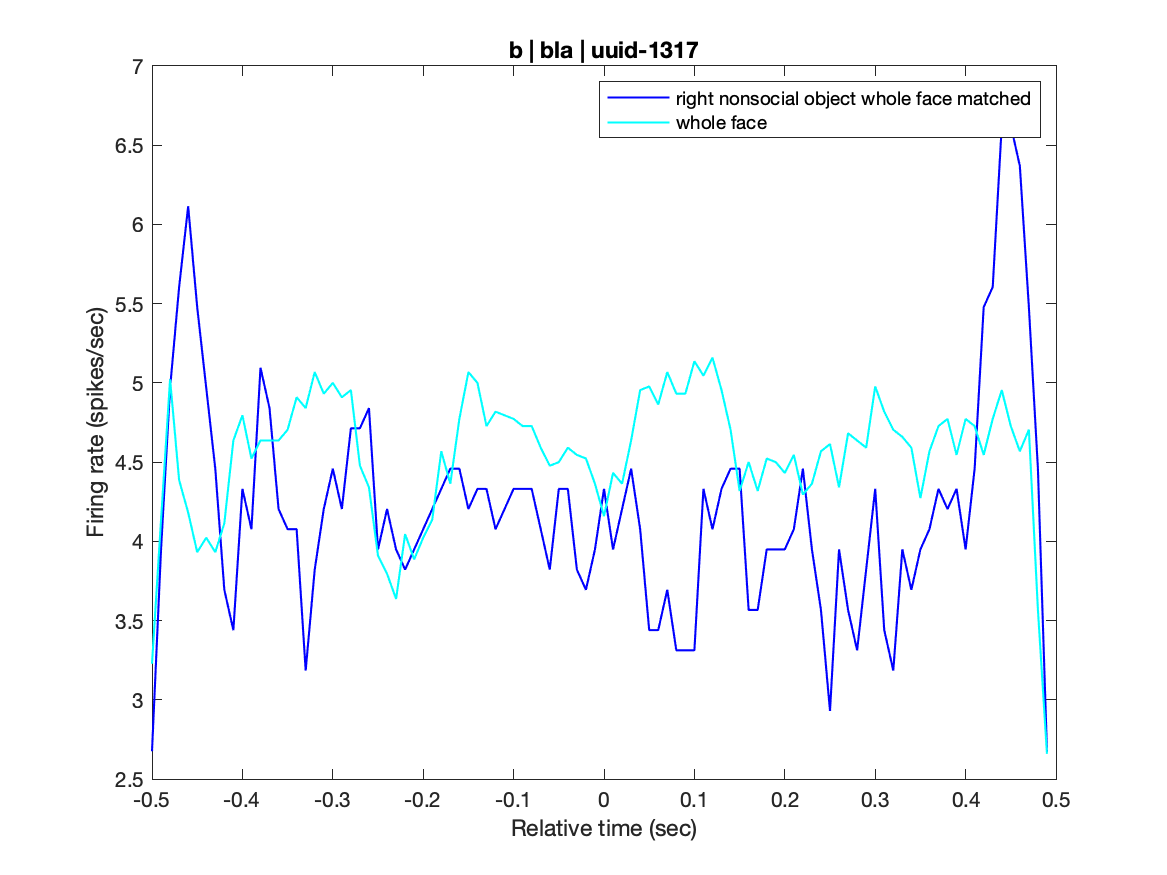 b | bla | uuid-1317
7
right nonsocial object whole face matched
whole face
6.5
6
5.5
5
4.5
4
3.5
3
2.5
Firing rate (spikes/sec)
-0.5 -0.4 -0.3 -0.2 -0.1 0 0.1 0.2 0.3 0.4 0.5
Relative time (sec)